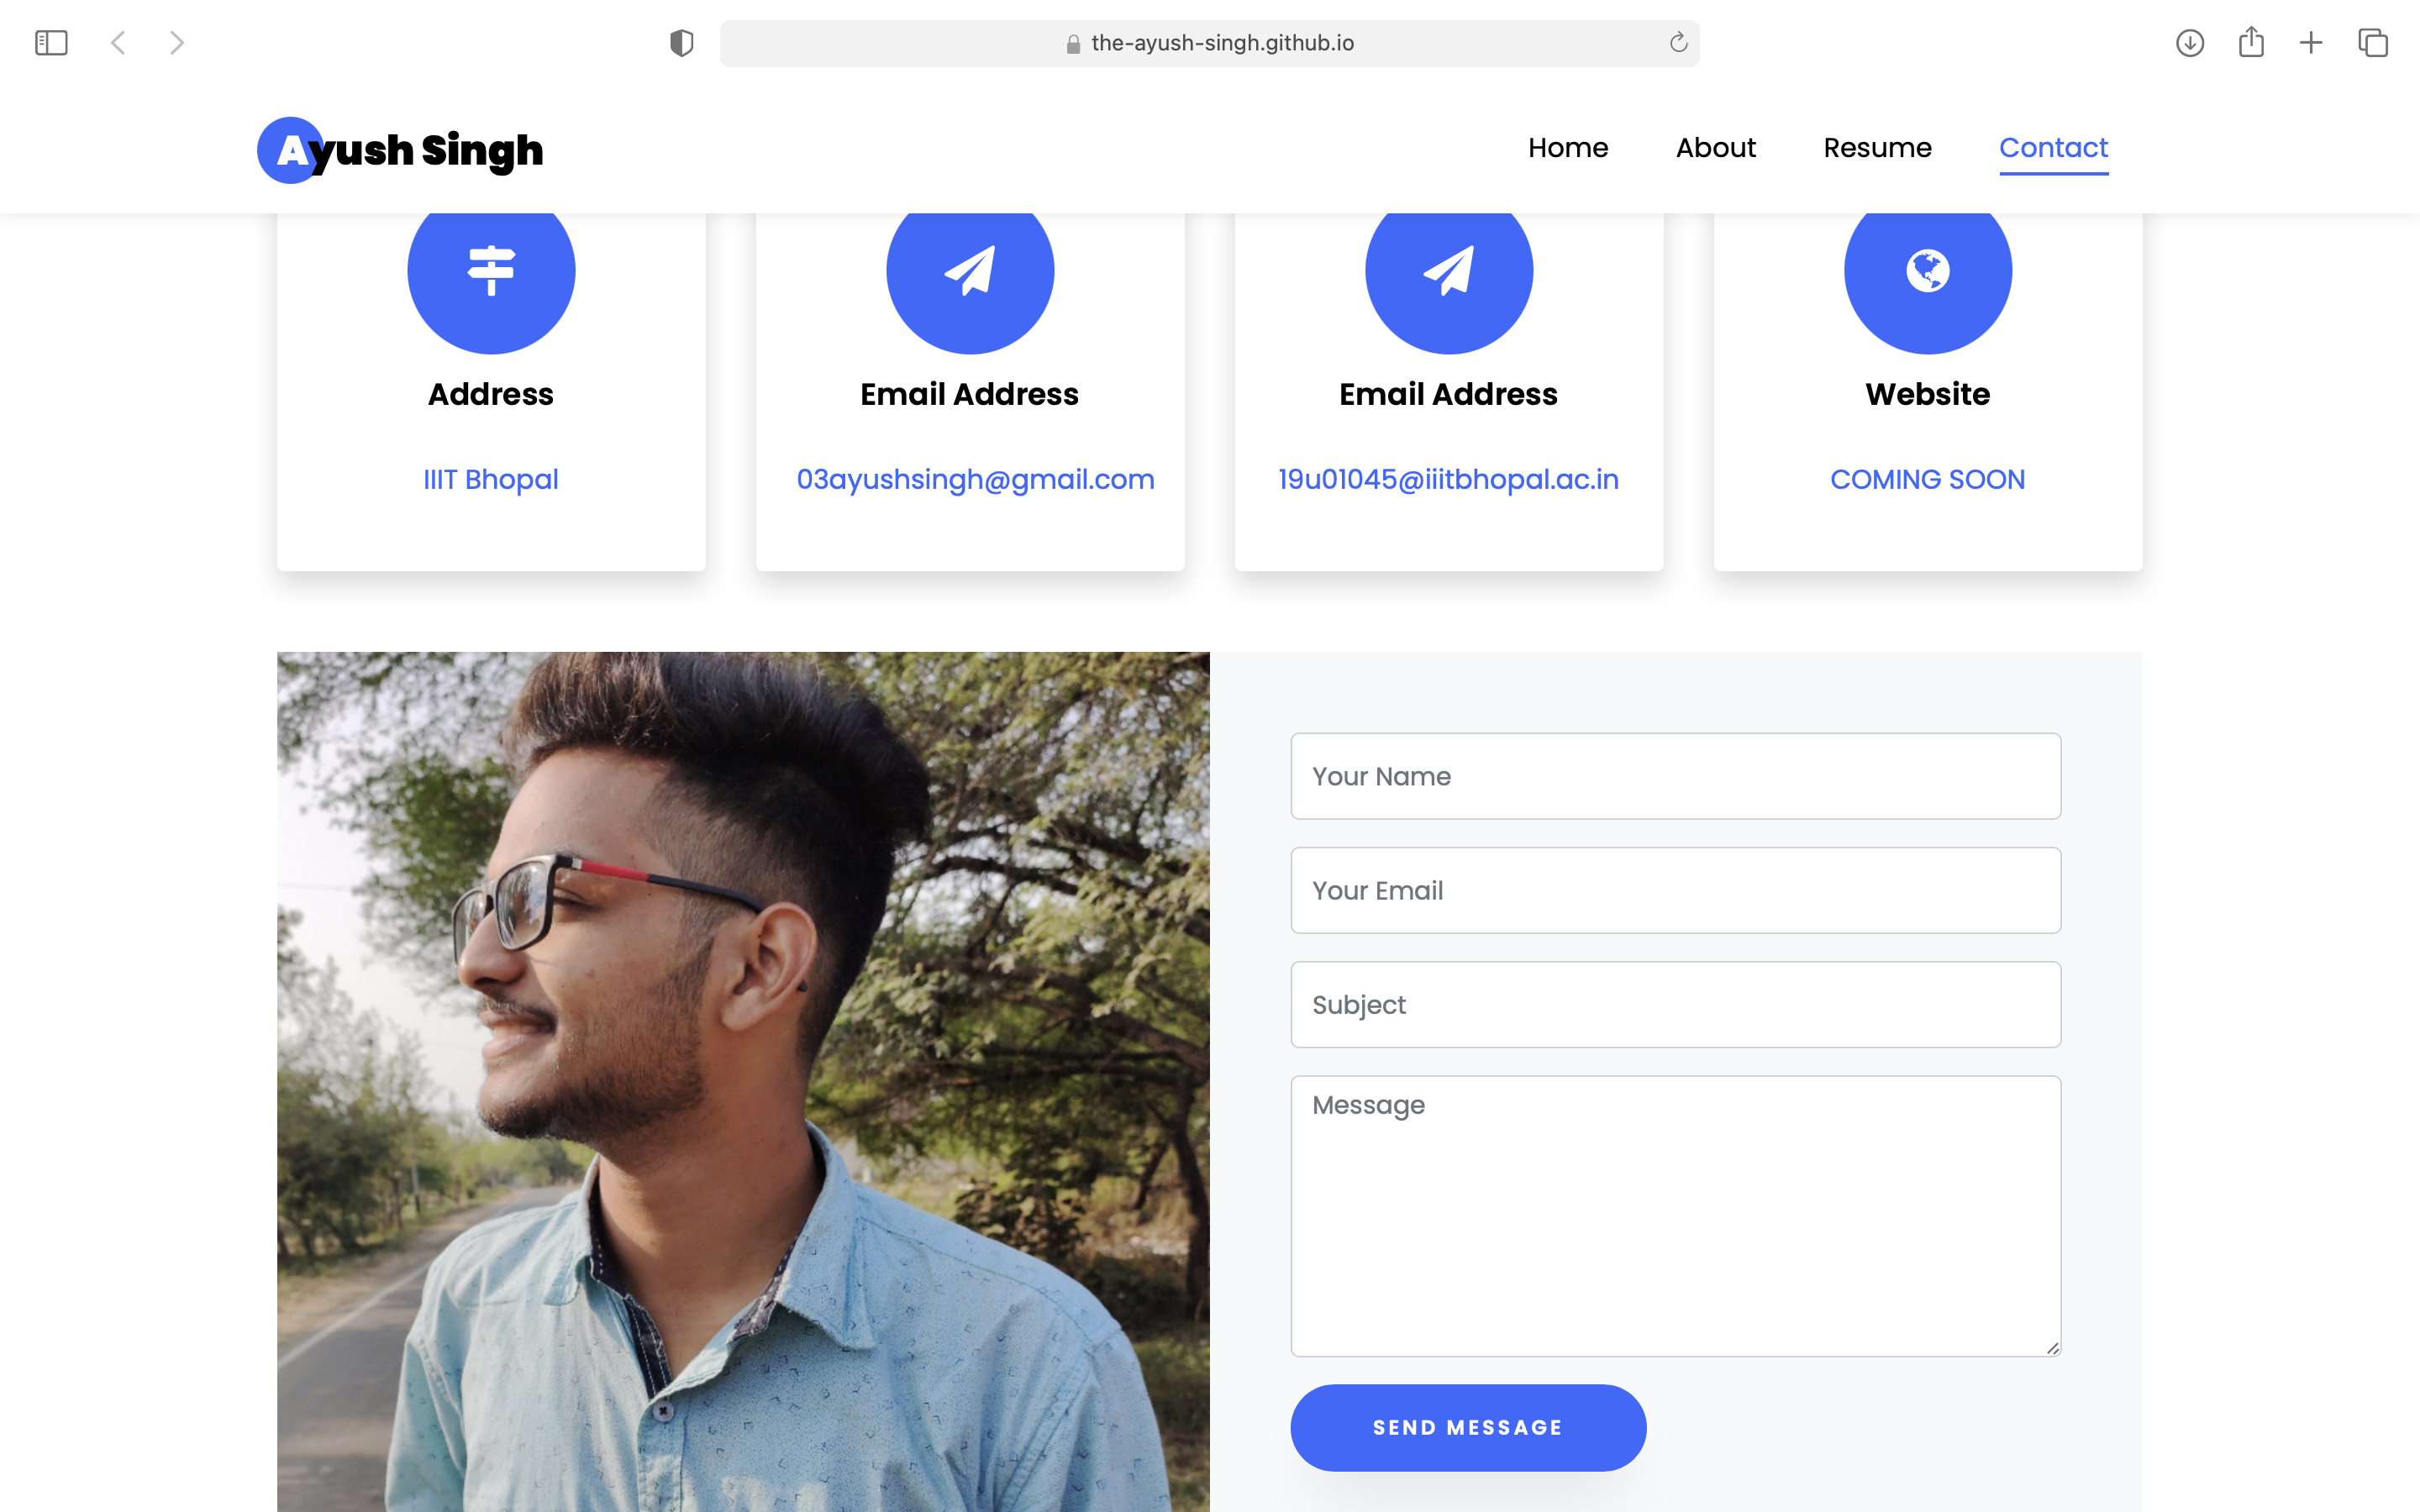 the-ayush-singh.github.io
Ayush Singh
Home About Resume Contact
Address
IIIT Bhopal
Email Address
03ayushsingh@gmail.com
Email Address
19u01045@iiitbhopal.ac.in
Website
COMING SOON
Your Name
Your Email
Subject
Message
SEND MESSAGE